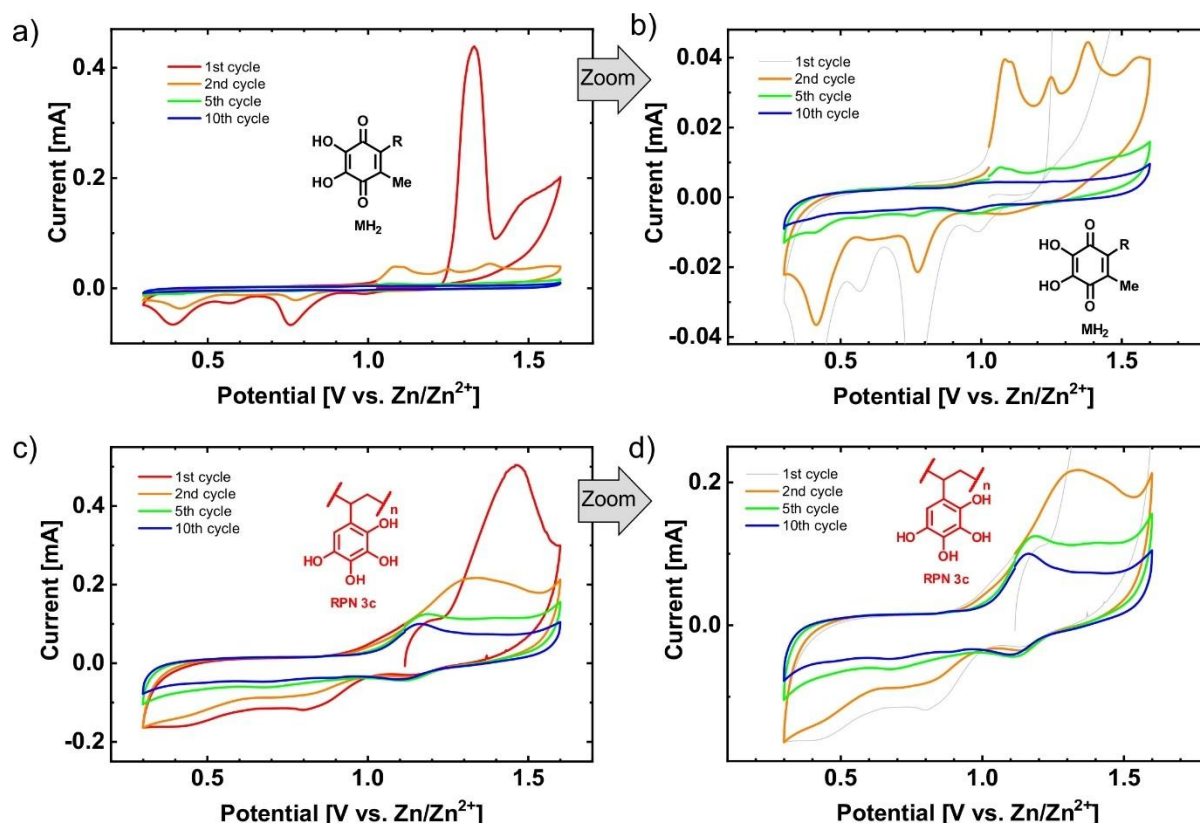 a)
Current [mA]
0.4
0.2
0.0
1st cycle
2nd cycle
5th cycle
10th cycle
O
HO
R
HO
Me
O
MH2
0.5
1.0
1.5
Potential [V vs. Zn/Zn2+]
Zoom
b)
Current [mA]
0.04
0.02
0.00
-0.02
-0.04
1st cycle
2nd cycle
5th cycle
10th cycle
O
HO
R
HO
Me
O
MH2
0.5
1.0
1.5
Potential [V vs. Zn/Zn2+]
c)
Current [mA]
0.4
0.2
0.0
-0.2
1st cycle
2nd cycle
5th cycle
10th cycle
n
OH
HO
OH
OH
RPN 3c
0.5
1.0
1.5
Potential [V vs. Zn/Zn2+]
Zoom
d)
Current [mA]
0.2
0.0
1st cycle
2nd cycle
5th cycle
10th cycle
n
OH
HO
OH
OH
RPN 3c
0.5
1.0
1.5
Potential [V vs. Zn/Zn2+]